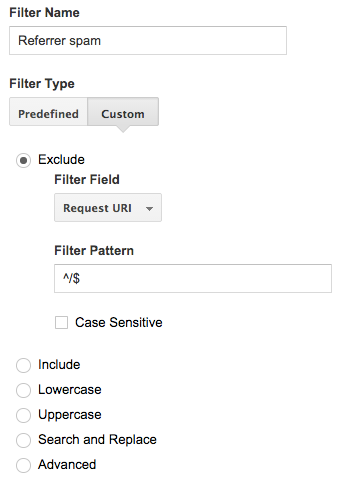 Filter Name
Referrer spam
Filter Type
Predefined Custom
Exclude
Filter Field
Request URI
Filter Pattern
^/$
Case Sensitive
Include
Lowercase
Uppercase
Search and Replace
Advanced